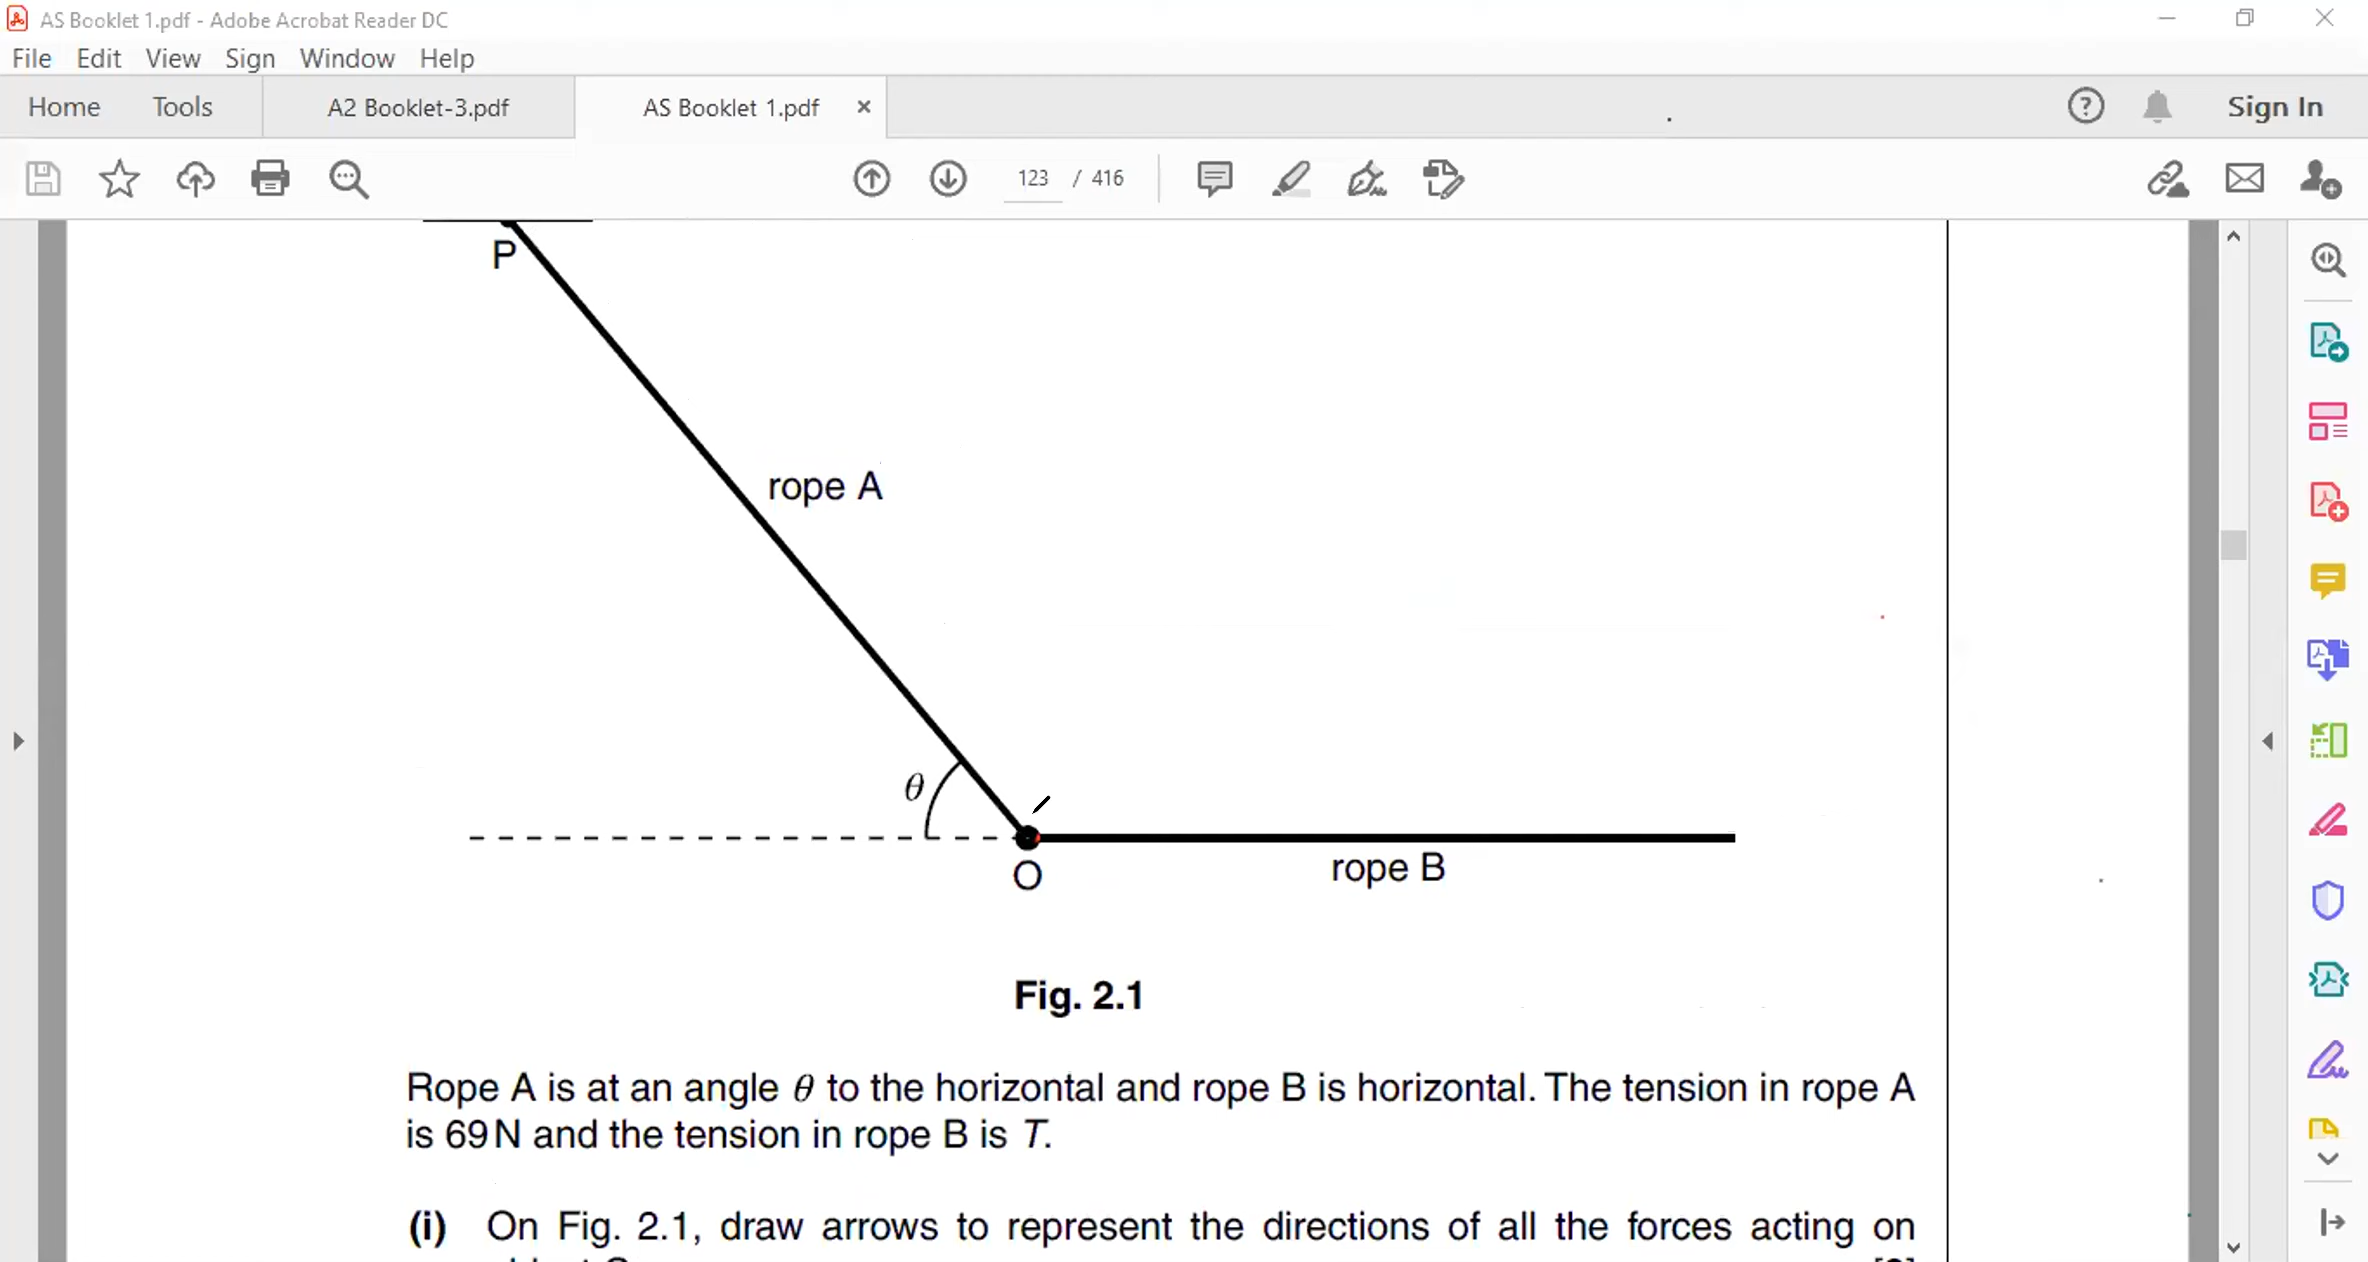 AS Booklet 1.pdf - Adobe Acrobat Reader DC
File Edit View Sign Window Help
Home Tools A2 Booklet-3.pdf AS Booklet 1.pdf × Sign In
123 / 416
P
rope A
θ
O
rope B
Fig. 2.1
Rope A is at an angle θ to the horizontal and rope B is horizontal. The tension in rope A
is 69 N and the tension in rope B is T.
(i) On Fig. 2.1, draw arrows to represent the directions of all the forces acting on